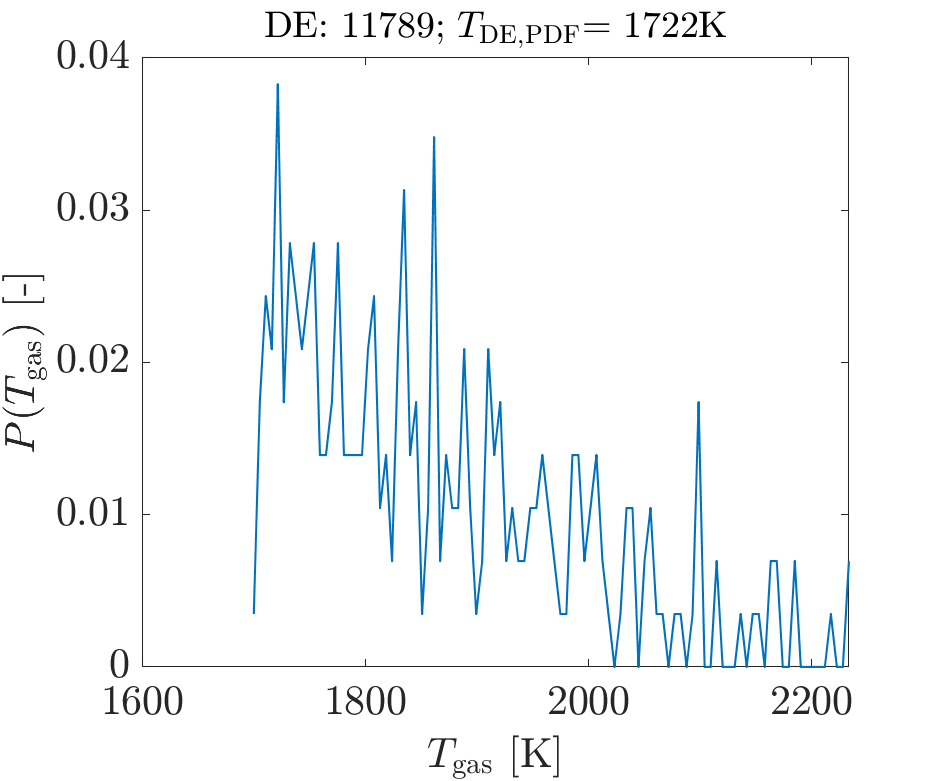 DE: 11789; T_DE,PDF= 1722K
0.04
0.03
0.02
0.01
0
P(T_gas) [-]
1600 1800 2000 2200
T_gas [K]